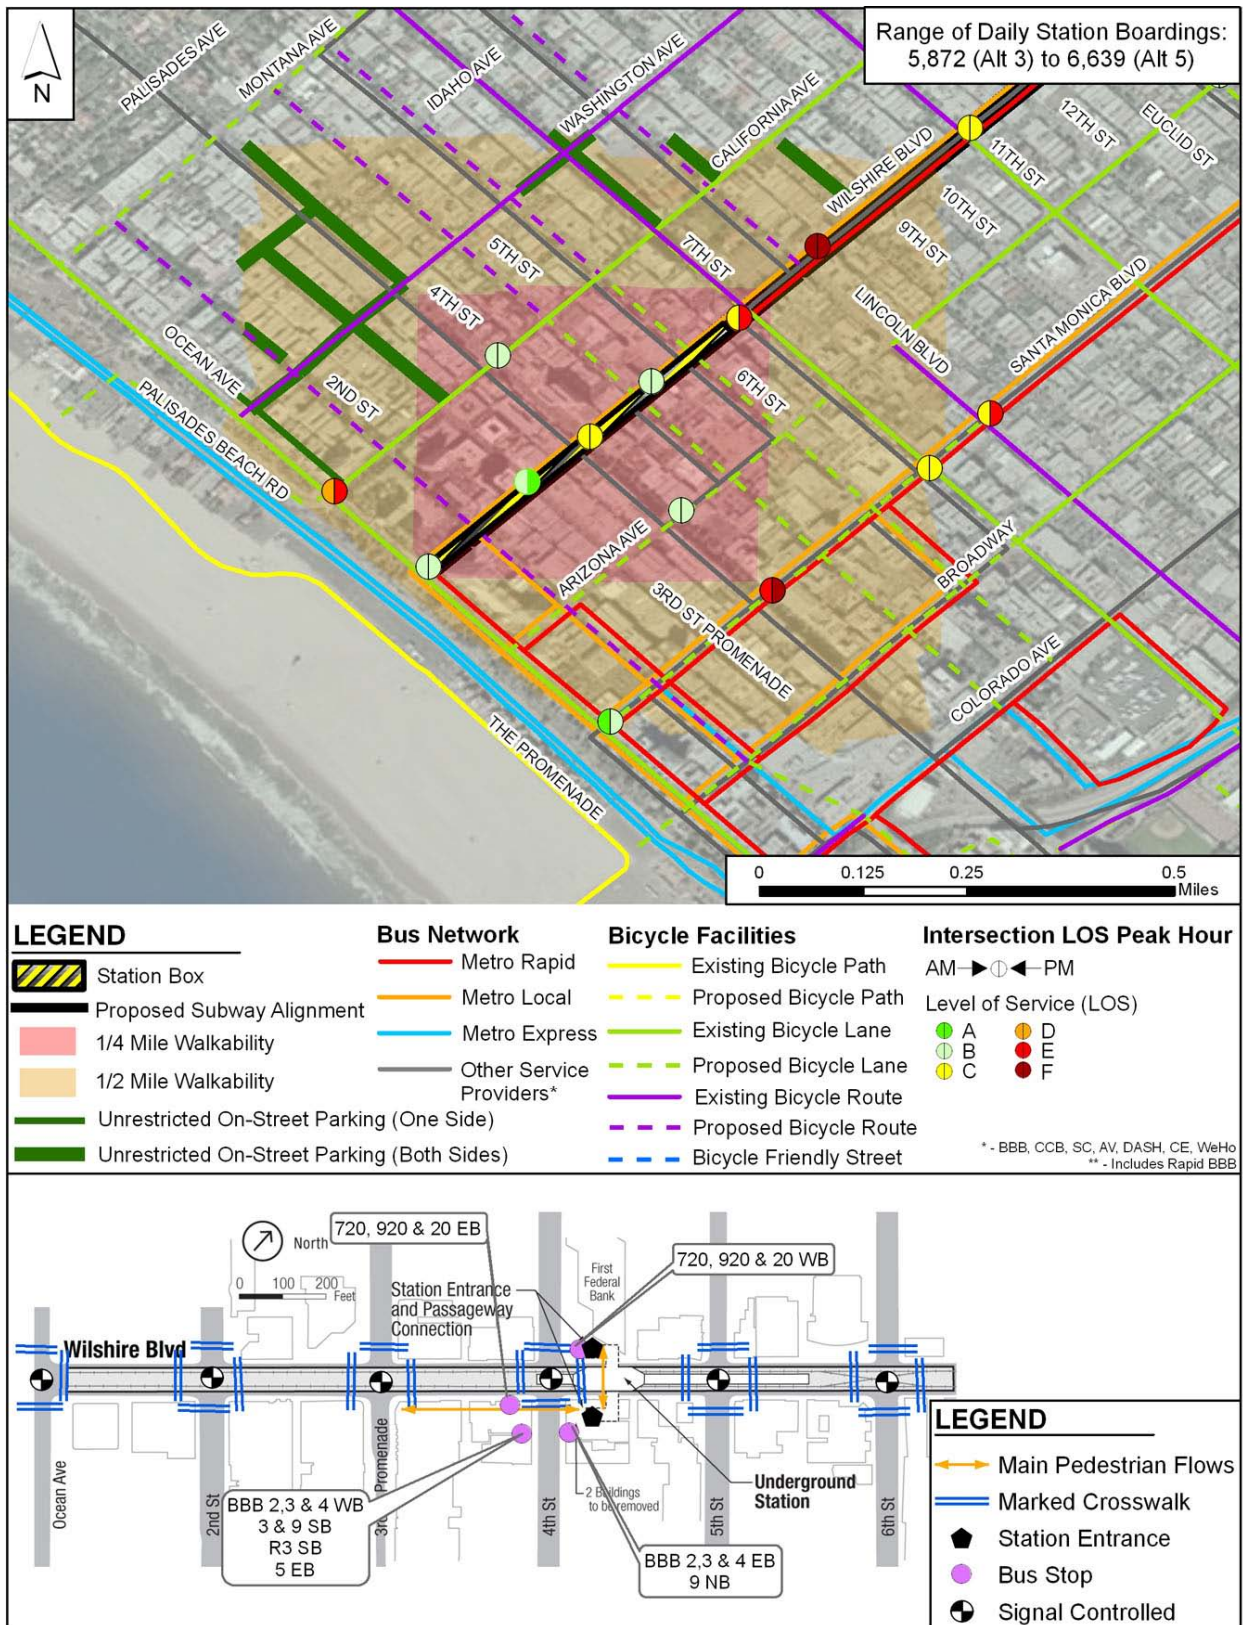 Range of Daily Station Boardings:
5,872 (Alt 3) to 6,639 (Alt 5)
N
PALISADES AVE
MONTANA AVE
IDAHO AVE
WASHINGTON AVE
CALIFORNIA AVE
WILSHIRE BLVD
12TH ST
EUCLID ST
11TH ST
10TH ST
9TH ST
7TH ST
5TH ST
4TH ST
LINCOLN BLVD
SANTA MONICA BLVD
OCEAN AVE
2ND ST
6TH ST
PALISADES BEACH RD
ARIZONA AVE
BROADWAY
3RD ST PROMENADE
COLORADO AVE
THE PROMENADE
0 0.125 0.25 0.5
Miles
LEGEND
Station Box
Proposed Subway Alignment
1/4 Mile Walkability
1/2 Mile Walkability
Unrestricted On-Street Parking (One Side)
Unrestricted On-Street Parking (Both Sides)
Bus Network
Metro Rapid
Metro Local
Metro Express
Other Service
Providers*
Bicycle Facilities
Existing Bicycle Path
Proposed Bicycle Path
Existing Bicycle Lane
Proposed Bicycle Lane
Existing Bicycle Route
Proposed Bicycle Route
Bicycle Friendly Street
Intersection LOS Peak Hour
AM PM
Level of Service (LOS)
A D
B E
C F
* - BBB, CCB, SC, AV, DASH, CE, WeHo
** - Includes Rapid BBB
North
0 100 200
Feet
720, 920 & 20 EB
720, 920 & 20 WB
First
Federal
Bank
Station Entrance
and Passageway
Connection
Wilshire Blvd
Ocean Ave
2nd St
Promenade
4th St
5th St
6th St
2 Buildings
to be removed
Underground
Station
BBB 2,3 & 4 WB
3 & 9 SB
R3 SB
5 EB
BBB 2,3 & 4 EB
9 NB
LEGEND
Main Pedestrian Flows
Marked Crosswalk
Station Entrance
Bus Stop
Signal Controlled